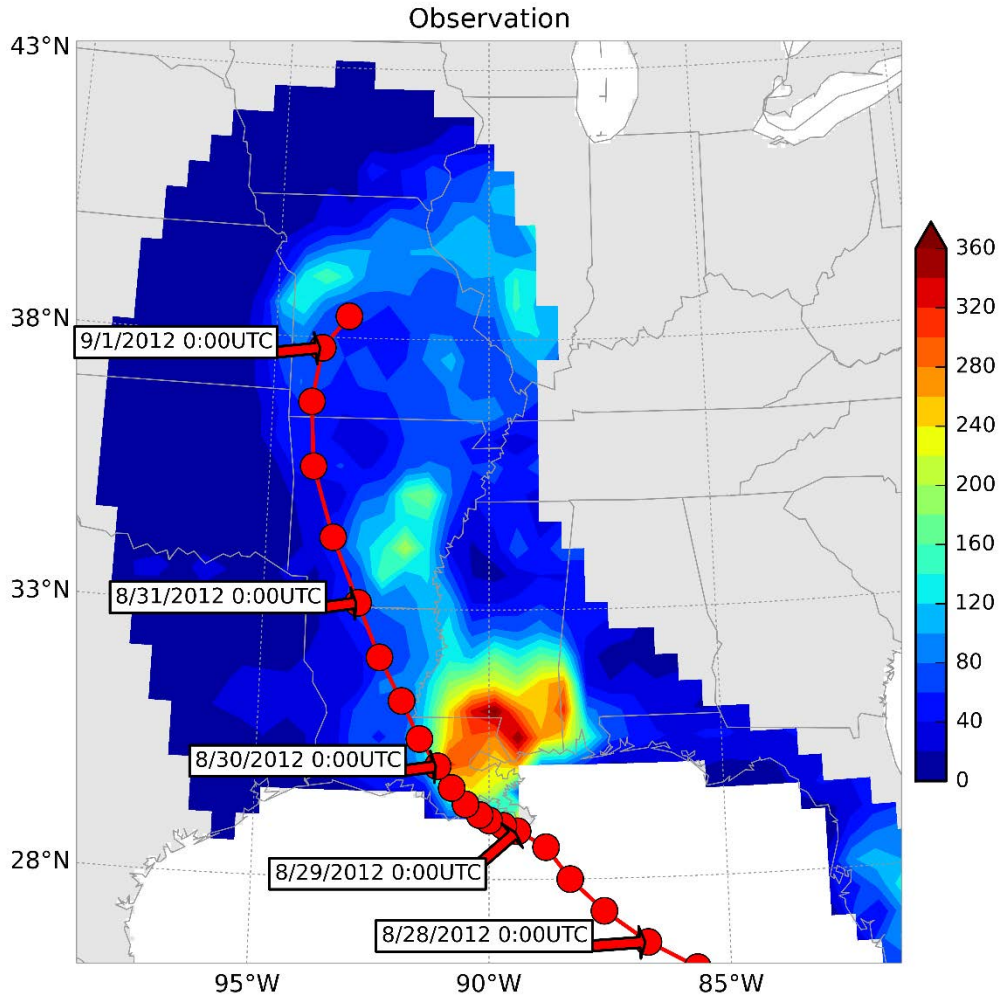 Observation
43°N
38°N
33°N
28°N
9/1/2012 0:00UTC
8/31/2012 0:00UTC
8/30/2012 0:00UTC
8/29/2012 0:00UTC
8/28/2012 0:00UTC
95°W
90°W
85°W
360
320
280
240
200
160
120
80
40
0